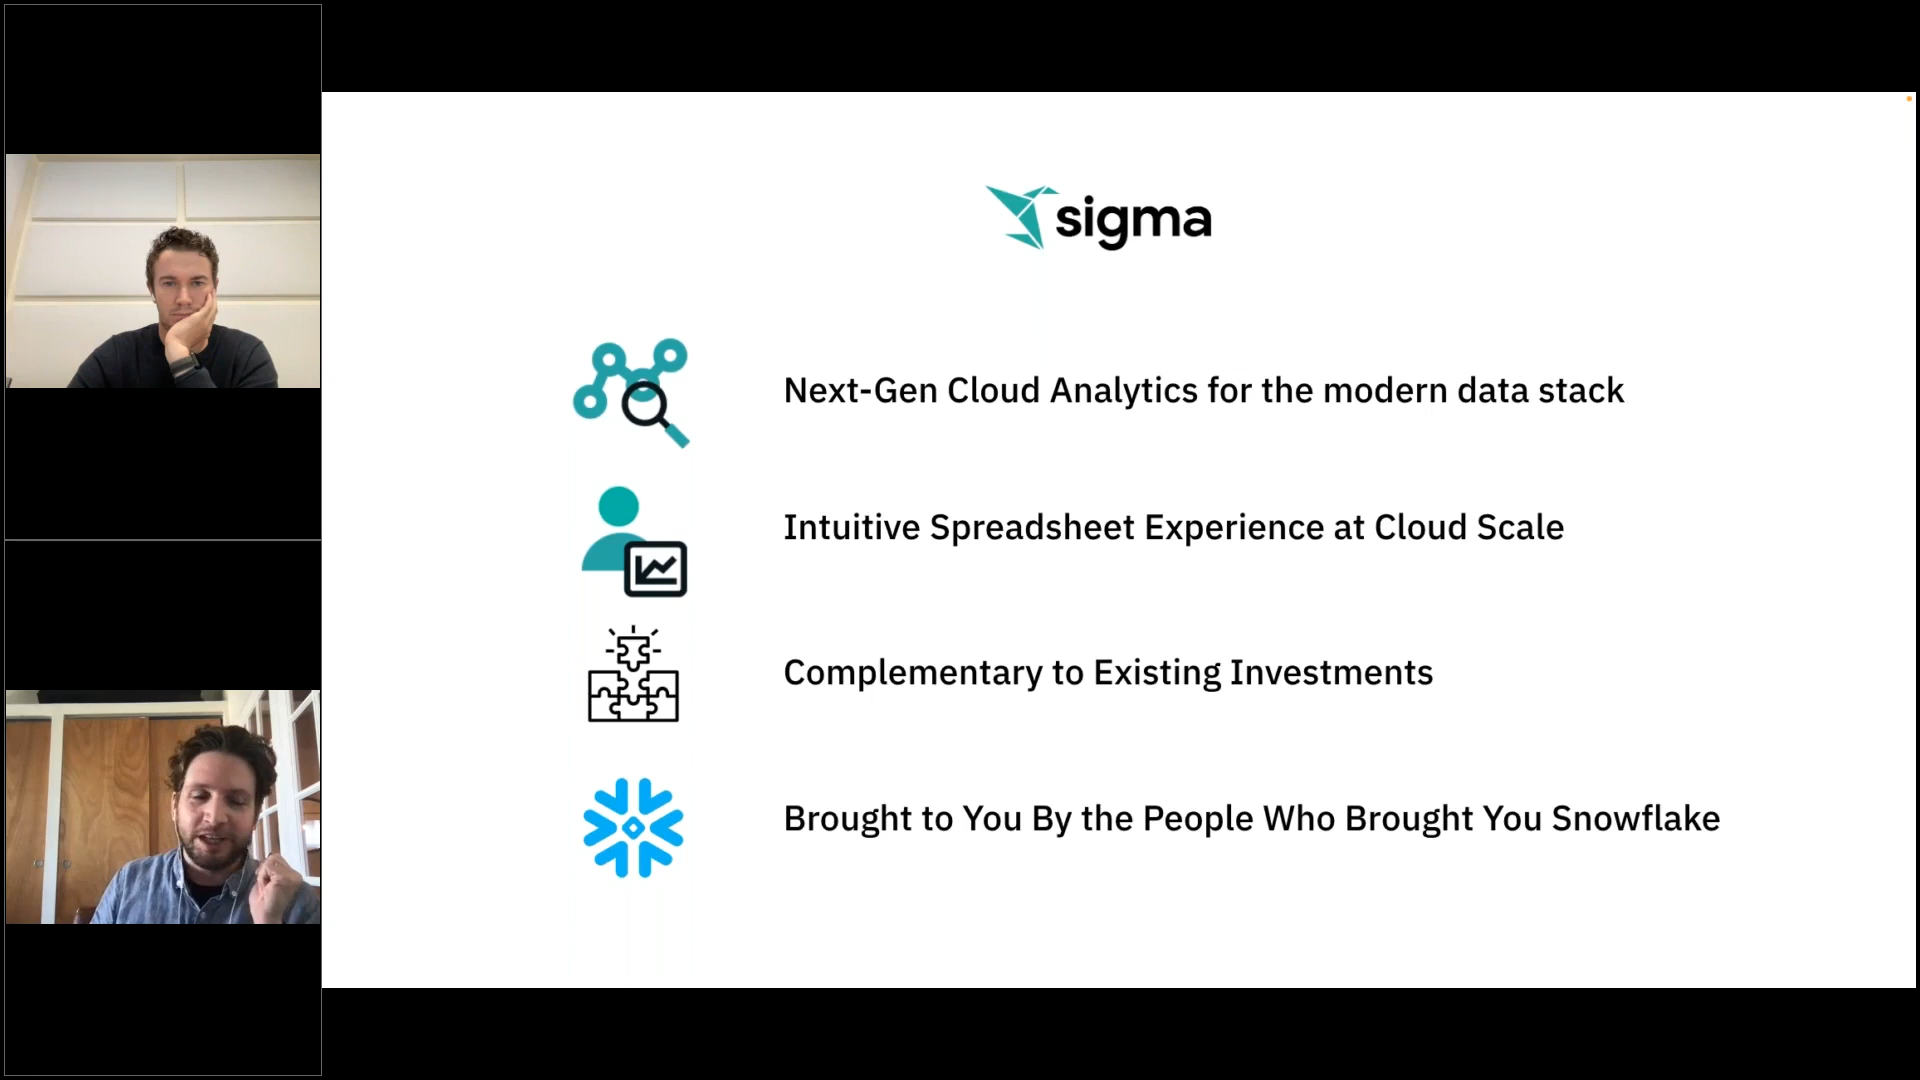 sigma
Next-Gen Cloud Analytics for the modern data stack
Intuitive Spreadsheet Experience at Cloud Scale
Complementary to Existing Investments
Brought to You By the People Who Brought You Snowflake